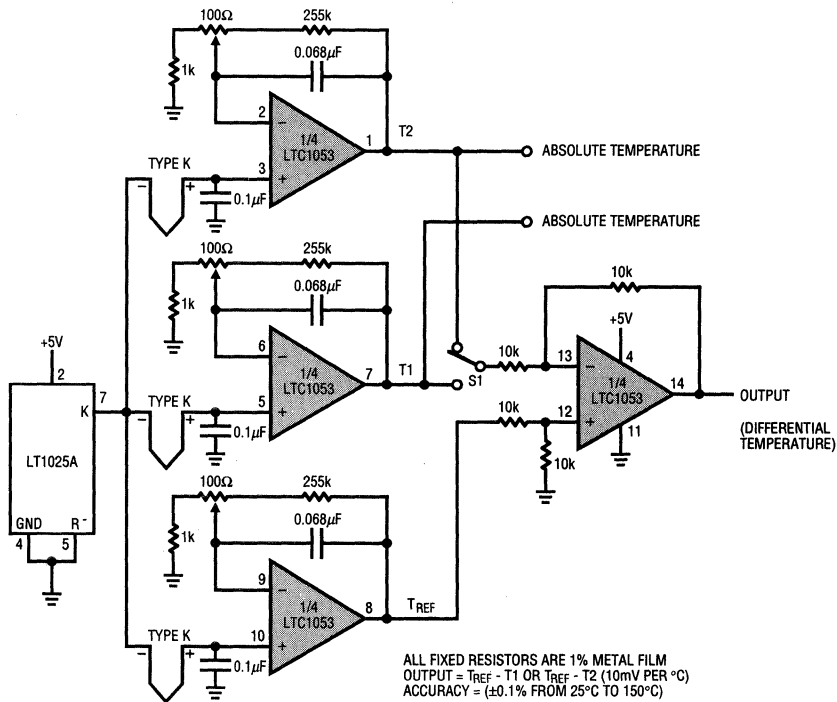 100Ω 255k
0.068μF
1k
2 −
1/4
LTC1053
1 T2
ABSOLUTE TEMPERATURE
TYPE K
− +
3 +
0.1μF
ABSOLUTE TEMPERATURE
100Ω 255k
0.068μF
1k
10k
+5V
6 −
1/4
LTC1053
7 T1
S1
10k
13 −
4
1/4
LTC1053
14
OUTPUT
+5V
2
7
K
LT1025A
GND R−
4 5
TYPE K
− +
5 +
0.1μF
10k
12 +
11
10k
(DIFFERENTIAL
TEMPERATURE)
100Ω 255k
0.068μF
1k
9 −
1/4
LTC1053
8 TREF
TYPE K
− +
10 +
0.1μF
ALL FIXED RESISTORS ARE 1% METAL FILM
OUTPUT = TREF - T1 OR TREF - T2 (10mV PER °C)
ACCURACY = (±0.1% FROM 25°C TO 150°C)